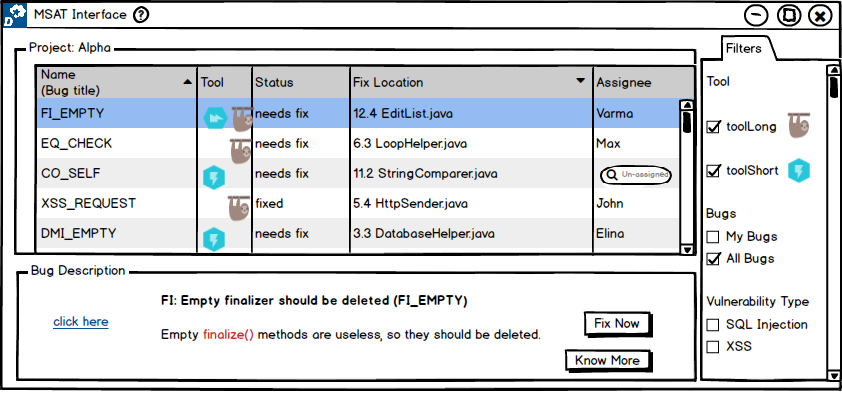 MSAT Interface ?
Project: Alpha
Name
(Bug title)
Tool
Status
Fix Location
Assignee
FI_EMPTY
needs fix
12.4 EditList.java
Varma
EQ_CHECK
needs fix
6.3 LoopHelper.java
Max
CO_SELF
needs fix
11.2 StringComparer.java
Un-assigned
XSS_REQUEST
fixed
5.4 HttpSender.java
John
DMI_EMPTY
needs fix
3.3 DatabaseHelper.java
Elina
Bug Description
FI: Empty finalizer should be deleted (FI_EMPTY)
click here
Empty finalize() methods are useless, so they should be deleted.
Fix Now
Know More
Filters
Tool
toolLong
toolShort
Bugs
My Bugs
All Bugs
Vulnerability Type
SQL Injection
XSS